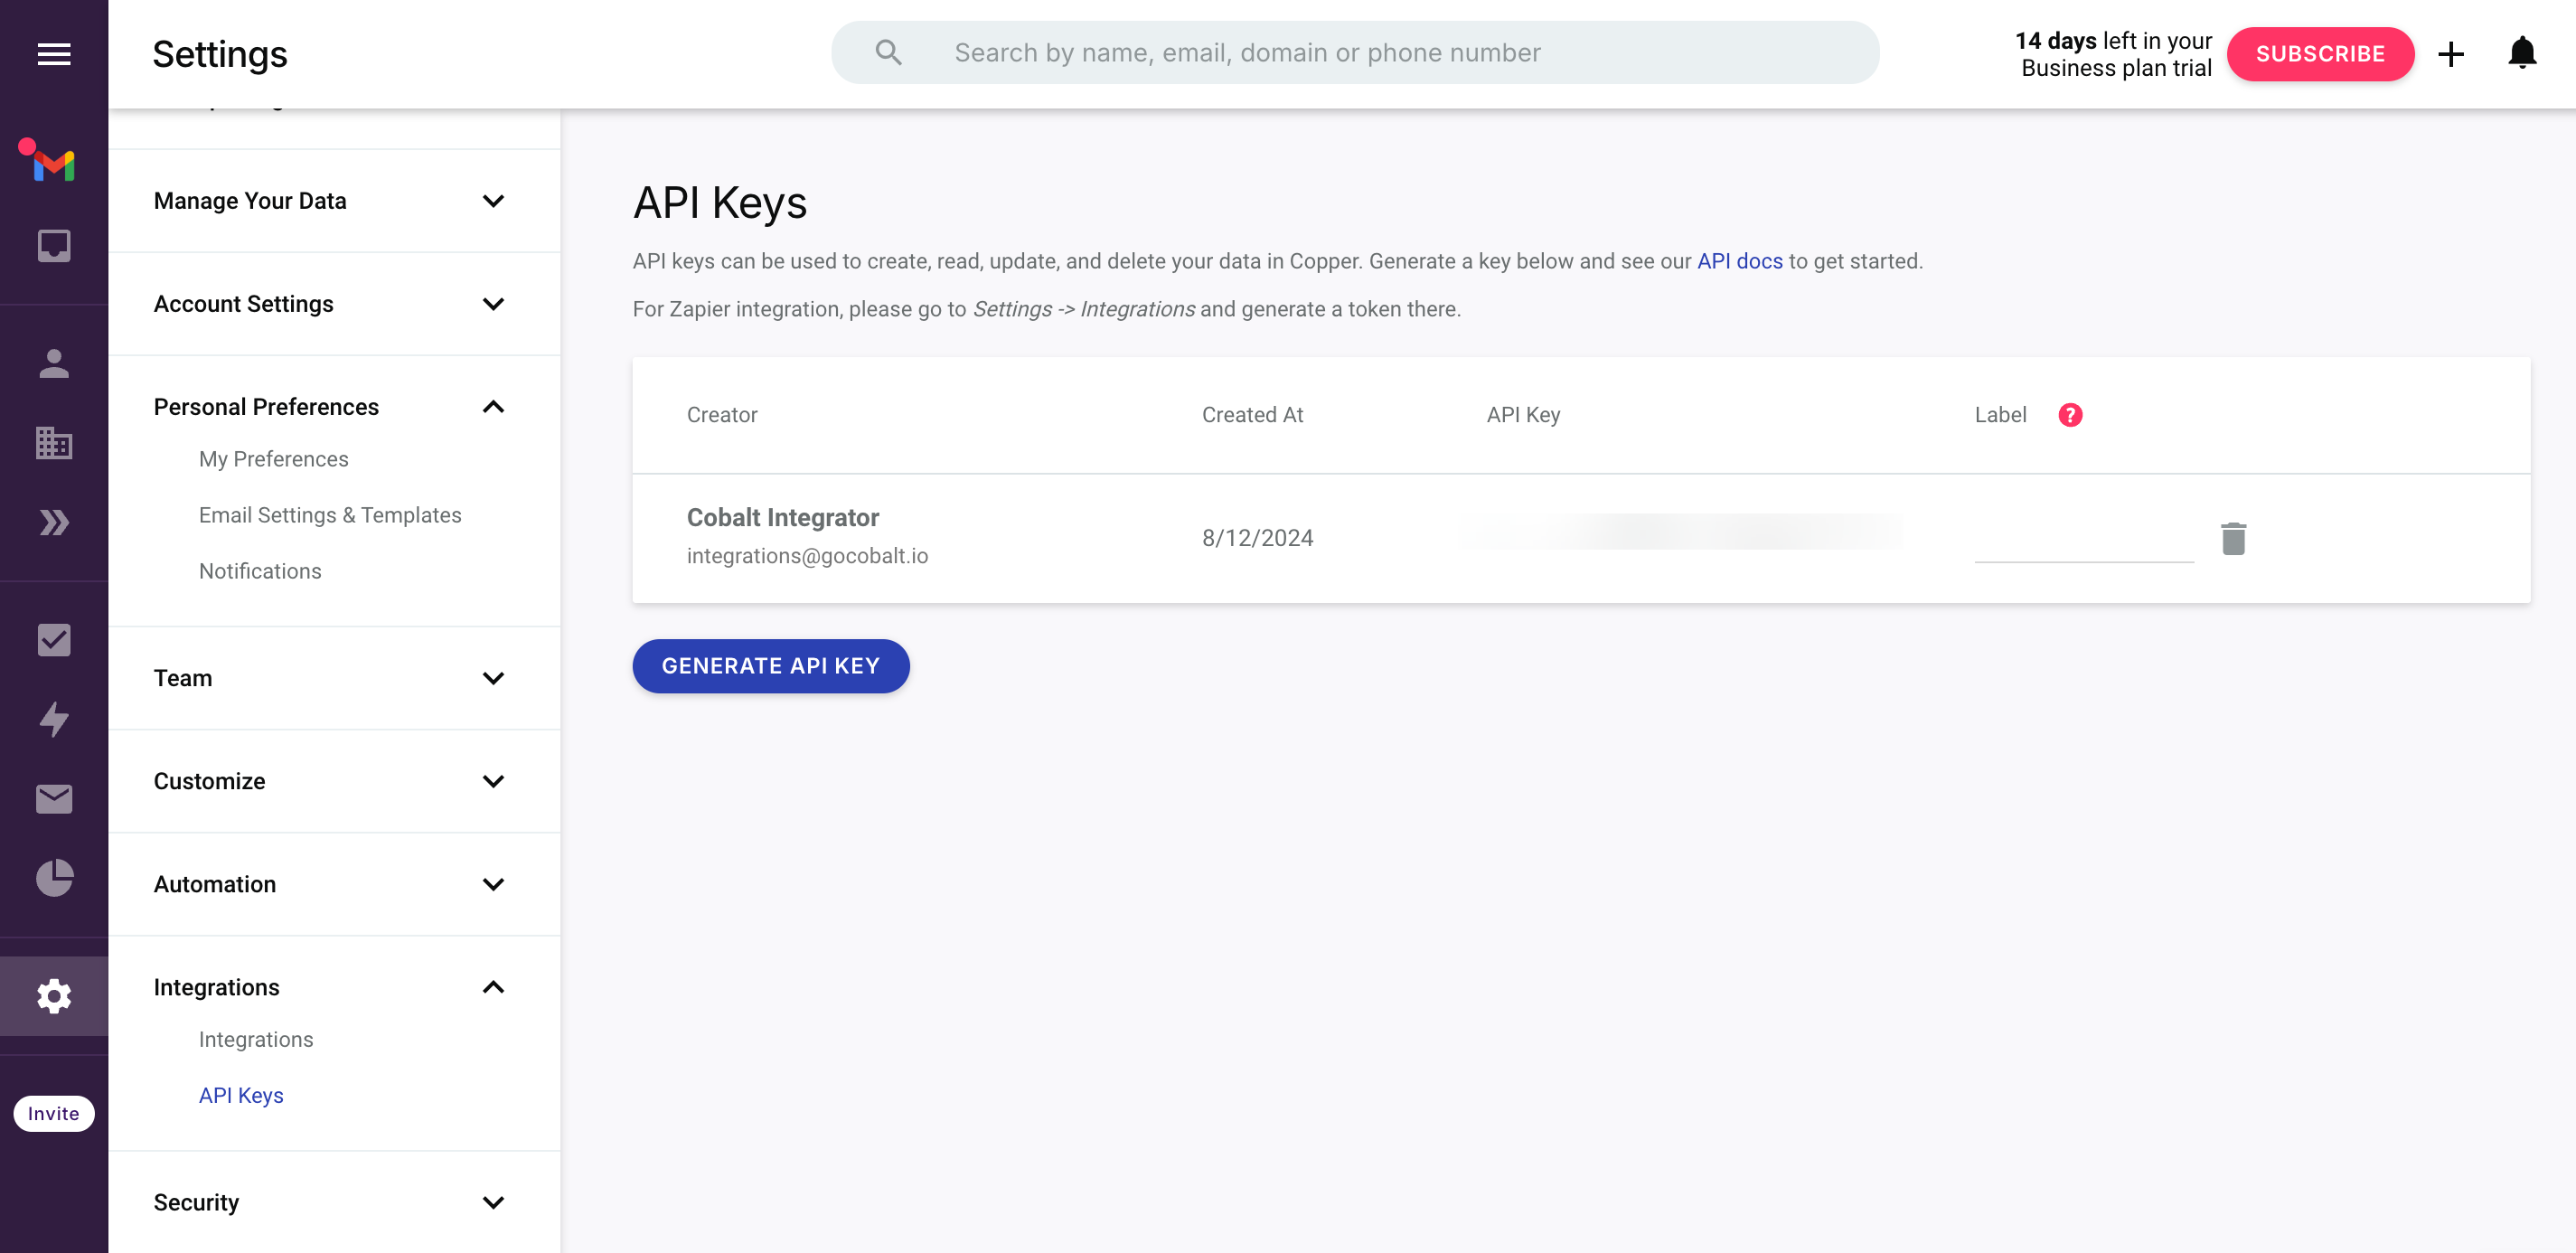 Settings
Search by name, email, domain or phone number
14 days left in your
Business plan trial
SUBSCRIBE
Manage Your Data
Account Settings
Personal Preferences
My Preferences
Email Settings & Templates
Notifications
Team
Customize
Automation
Integrations
Integrations
API Keys
Security
Invite
API Keys
API keys can be used to create, read, update, and delete your data in Copper. Generate a key below and see our API docs to get started.
For Zapier integration, please go to Settings -> Integrations and generate a token there.
Creator Created At API Key Label ?
Cobalt Integrator
integrations@gocobalt.io
8/12/2024
GENERATE API KEY